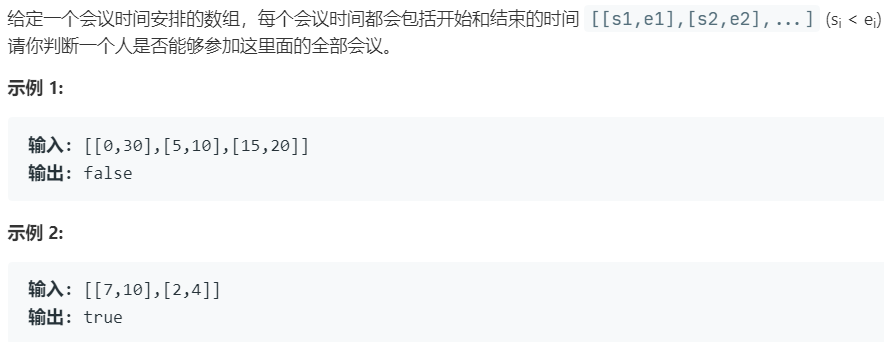 给定一个会议时间安排的数组，每个会议时间都会包括开始和结束的时间 [[s1,e1],[s2,e2],...] (si < ei)
请你判断一个人是否能够参加这里面的全部会议。
示例 1:
输入: [[0,30],[5,10],[15,20]]
输出: false
示例 2:
输入: [[7,10],[2,4]]
输出: true